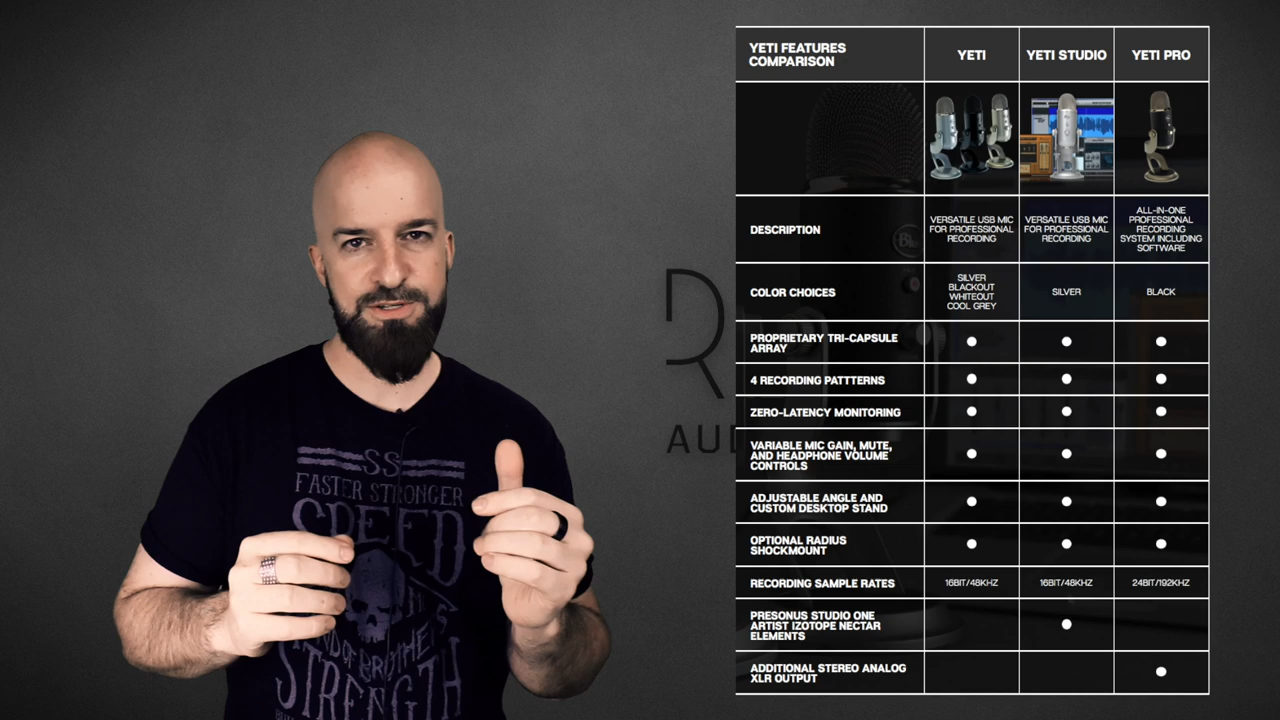 YETI FEATURES
COMPARISON
YETI
YETI STUDIO
YETI PRO
DESCRIPTION
VERSATILE USB MIC
FOR PROFESSIONAL
RECORDING
VERSATILE USB MIC
FOR PROFESSIONAL
RECORDING
ALL-IN-ONE
PROFESSIONAL
RECORDING
SYSTEM INCLUDING
SOFTWARE
COLOR CHOICES
SILVER
BLACKOUT
WHITEOUT
COOL GREY
SILVER
BLACK
PROPRIETARY TRI-CAPSULE
ARRAY
4 RECORDING PATTTERNS
ZERO-LATENCY MONITORING
VARIABLE MIC GAIN, MUTE,
AND HEADPHONE VOLUME
CONTROLS
ADJUSTABLE ANGLE AND
CUSTOM DESKTOP STAND
OPTIONAL RADIUS
SHOCKMOUNT
RECORDING SAMPLE RATES
16BIT/48KHZ
16BIT/48KHZ
24BIT/192KHZ
PRESONUS STUDIO ONE
ARTIST IZOTOPE NECTAR
ELEMENTS
ADDITIONAL STEREO ANALOG
XLR OUTPUT
SS
FASTER STRONGER
SPEED
STRENGTH